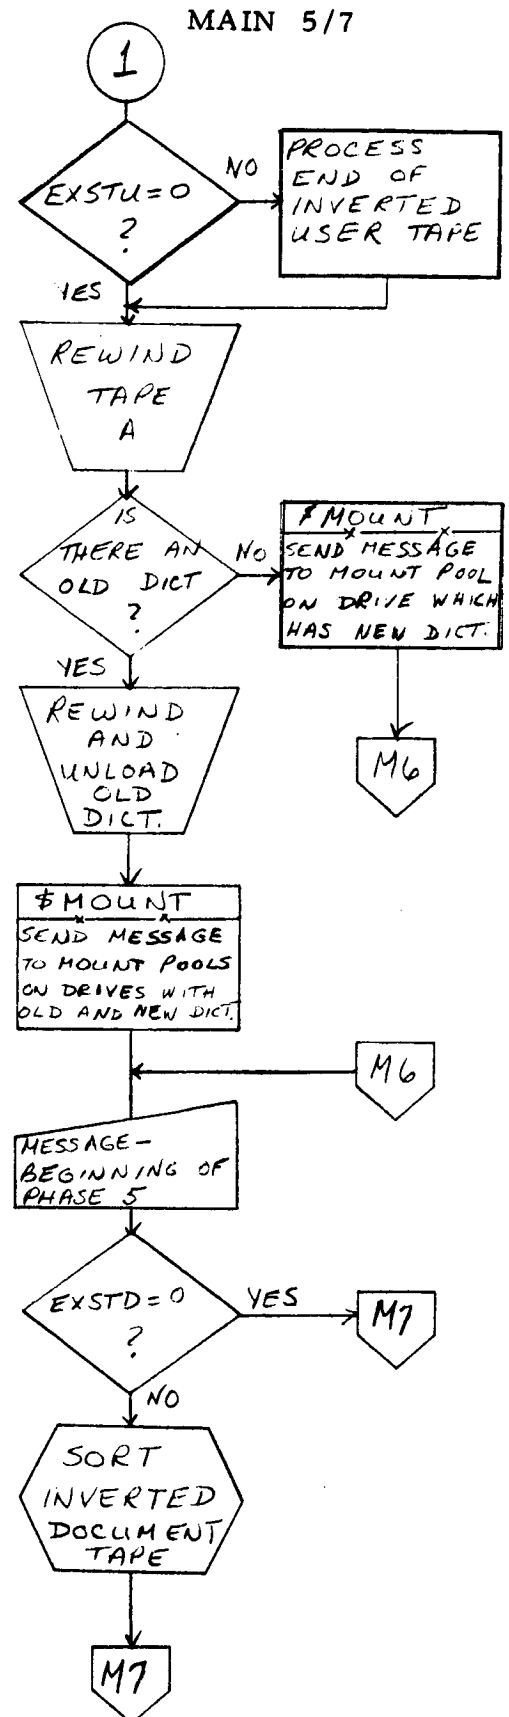 MAIN 5/7
1
EXSTU=0
?
NO
PROCESS
END OF
INVERTED
USER TAPE
YES
REWIND
TAPE
A
IS
THERE AN
OLD DICT
?
NO
$MOUNT
SEND MESSAGE
TO MOUNT POOL
ON DRIVE WHICH
HAS NEW DICT.
YES
M6
REWIND
AND
UNLOAD
OLD
DICT.
$MOUNT
SEND MESSAGE
TO MOUNT POOLS
ON DRIVES WITH
OLD AND NEW DICT.
M6
MESSAGE-
BEGINNING OF
PHASE 5
EXSTD=0
?
YES
M7
NO
SORT
INVERTED
DOCUMENT
TAPE
M7